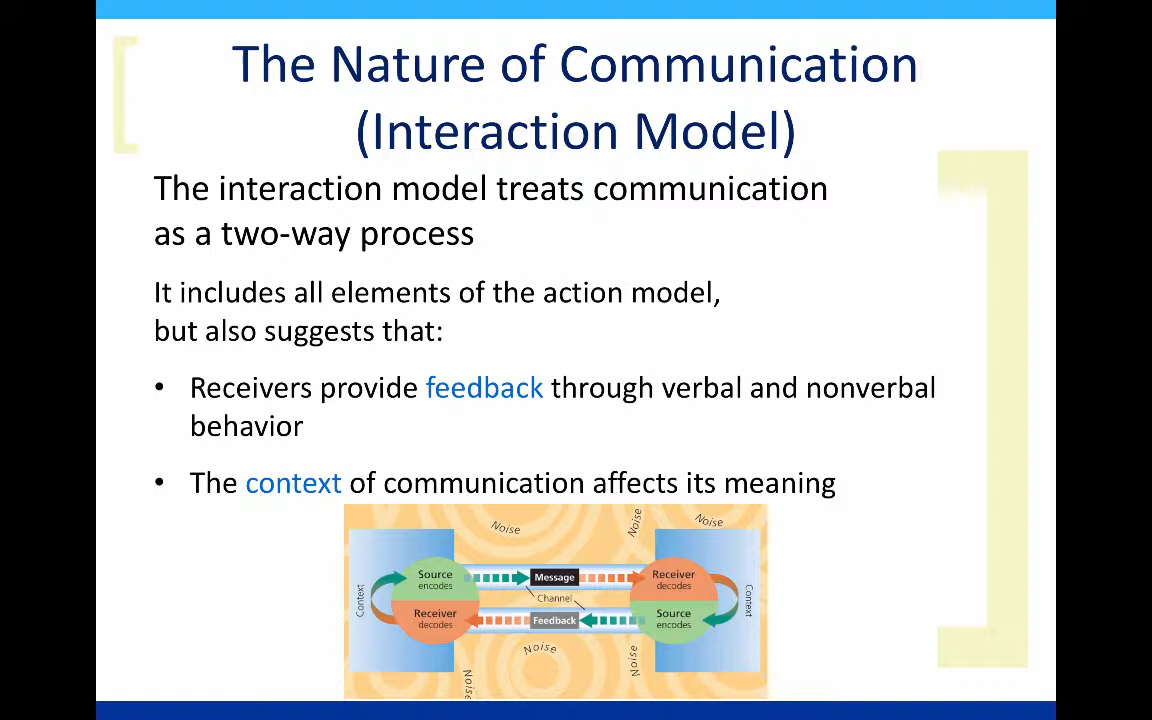 The Nature of Communication
(Interaction Model)
The interaction model treats communication
as a two-way process
It includes all elements of the action model,
but also suggests that:
• Receivers provide feedback through verbal and nonverbal
behavior
• The context of communication affects its meaning
Noise
Noise
Noise
Source
encodes
Message
Receiver
decodes
Context
Channel
Context
Receiver
decodes
Feedback
Source
encodes
Noise
Noise
Noise